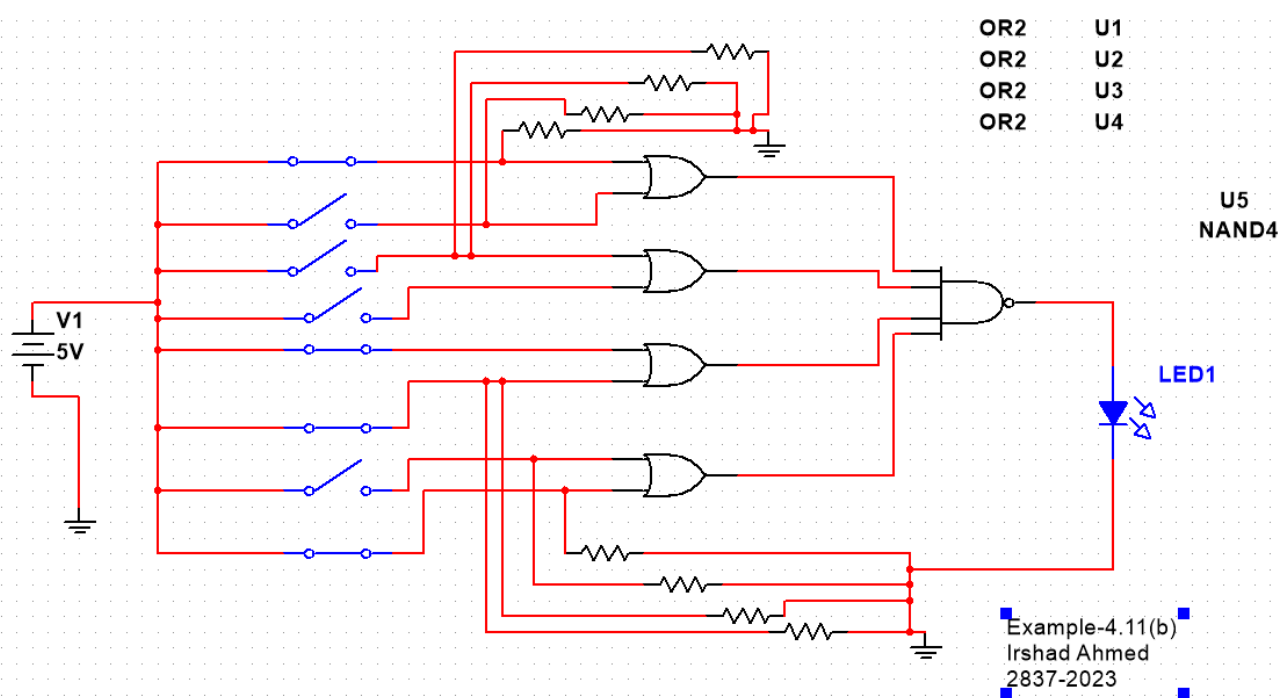 OR2 U1
OR2 U2
OR2 U3
OR2 U4
U5
NAND4
V1
5V
LED1
Example-4.11(b)
Irshad Ahmed
2837-2023